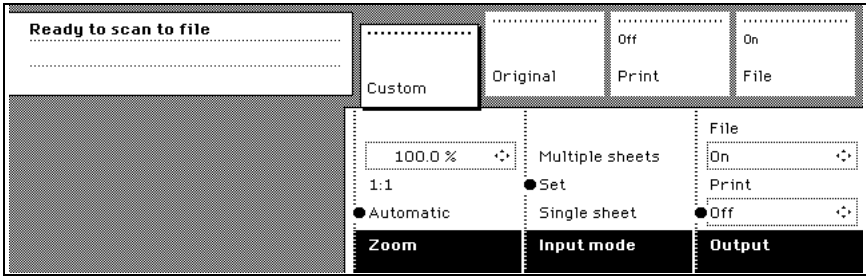 Ready to scan to file
Custom
Original
Off
Print
On
File
100.0 %
1:1
Automatic
Zoom
Multiple sheets
Set
Single sheet
Input mode
File
On
Print
Off
Output